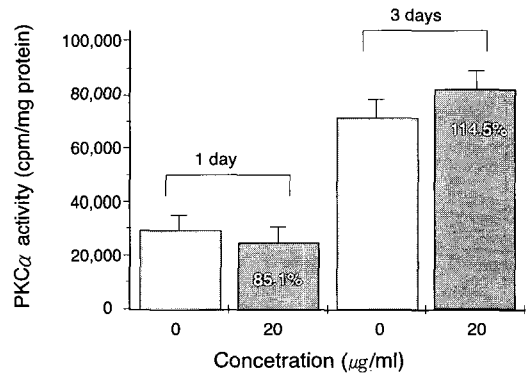 3 days
100,000
80,000
114.5%
60,000
1 day
40,000
20,000
85.1%
0
0 20 0 20
PKCα activity (cpm/mg protein)
Concetration (μg/ml)